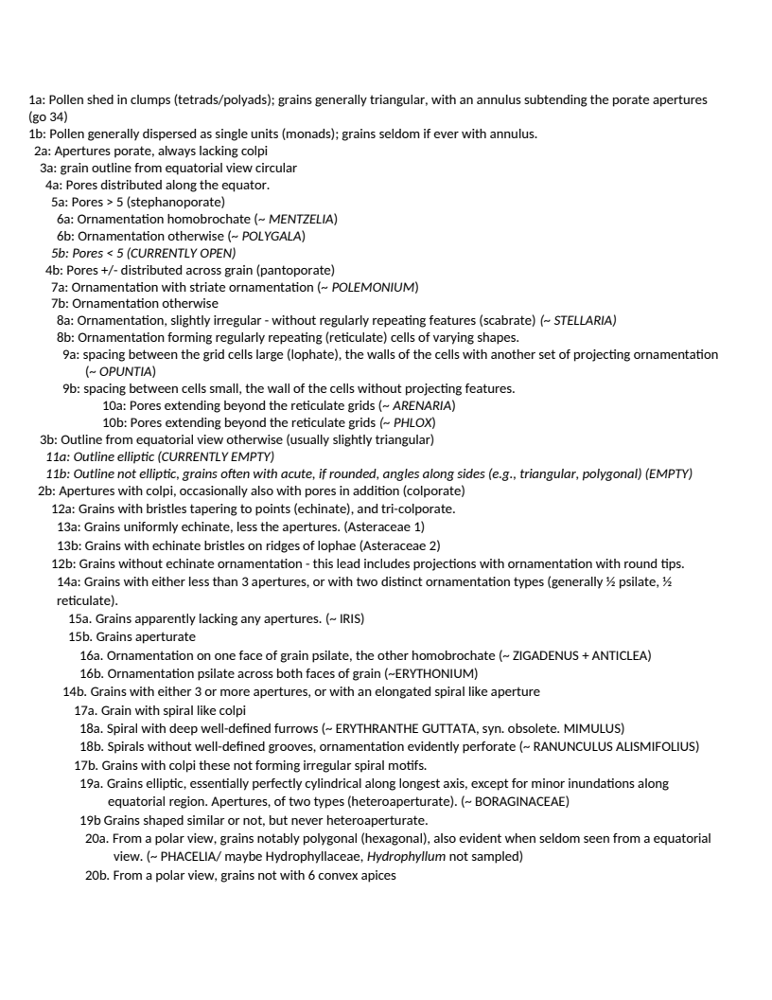 1a: Pollen shed in clumps (tetrads/polyads); grains generally triangular, with an annulus subtending the porate apertures
(go 34)
1b: Pollen generally dispersed as single units (monads); grains seldom if ever with annulus.
2a: Apertures porate, always lacking colpi
3a: grain outline from equatorial view circular
4a: Pores distributed along the equator.
5a: Pores > 5 (stephanoporate)
6a: Ornamentation homobrochate (~ MENTZELIA)
6b: Ornamentation otherwise (~ POLYGALA)
5b: Pores < 5 (CURRENTLY OPEN)
4b: Pores +/- distributed across grain (pantoporate)
7a: Ornamentation with striate ornamentation (~ POLEMONIUM)
7b: Ornamentation otherwise
8a: Ornamentation, slightly irregular - without regularly repeating features (scabrate) (~ STELLARIA)
8b: Ornamentation forming regularly repeating (reticulate) cells of varying shapes.
9a: spacing between the grid cells large (lophate), the walls of the cells with another set of projecting ornamentation
(~ OPUNTIA)
9b: spacing between cells small, the wall of the cells without projecting features.
10a: Pores extending beyond the reticulate grids (~ ARENARIA)
10b: Pores extending beyond the reticulate grids (~ PHLOX)
3b: Outline from equatorial view otherwise (usually slightly triangular)
11a: Outline elliptic (CURRENTLY EMPTY)
11b: Outline not elliptic, grains often with acute, if rounded, angles along sides (e.g., triangular, polygonal) (EMPTY)
2b: Apertures with colpi, occasionally also with pores in addition (colporate)
12a: Grains with bristles tapering to points (echinate), and tri-colporate.
13a: Grains uniformly echinate, less the apertures. (Asteraceae 1)
13b: Grains with echinate bristles on ridges of lophae (Asteraceae 2)
12b: Grains without echinate ornamentation - this lead includes projections with ornamentation with round tips.
14a: Grains with either less than 3 apertures, or with two distinct ornamentation types (generally ½ psilate, ½
reticulate).
15a. Grains apparently lacking any apertures. (~ IRIS)
15b. Grains aperturate
16a. Ornamentation on one face of grain psilate, the other homobrochate (~ ZIGADENUS + ANTICLEA)
16b. Ornamentation psilate across both faces of grain (~ERYTHONIUM)
14b. Grains with either 3 or more apertures, or with an elongated spiral like aperture
17a. Grain with spiral like colpi
18a. Spiral with deep well-defined furrows (~ ERYTHRANTHE GUTTATA, syn. obsolete. MIMULUS)
18b. Spirals without well-defined grooves, ornamentation evidently perforate (~ RANUNCULUS ALISMIFOLIUS)
17b. Grains with colpi these not forming irregular spiral motifs.
19a. Grains elliptic, essentially perfectly cylindrical along longest axis, except for minor inundations along
equatorial region. Apertures, of two types (heteroaperturate). (~ BORAGINACEAE)
19b Grains shaped similar or not, but never heteroaperturate.
20a. From a polar view, grains notably polygonal (hexagonal), also evident when seldom seen from a equatorial
view. (~ PHACELIA/ maybe Hydrophyllaceae, Hydrophyllum not sampled)
20b. From a polar view, grains not with 6 convex apices